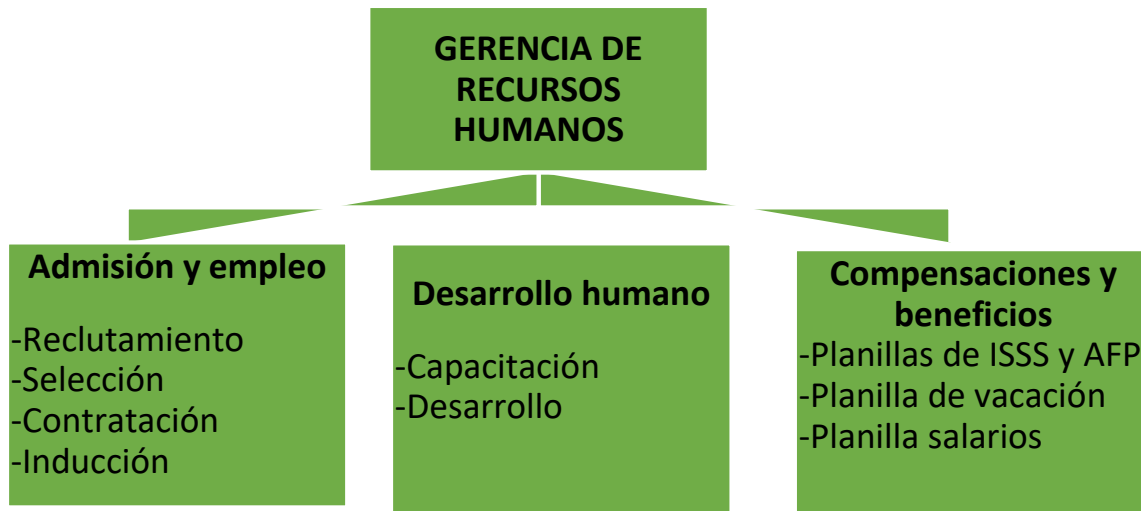 GERENCIA DE
RECURSOS
HUMANOS
Admisión y empleo
-Reclutamiento
-Selección
-Contratación
-Inducción
Desarrollo humano
-Capacitación
-Desarrollo
Compensaciones y
beneficios
-Planillas de ISSS y AFP
-Planilla de vacación
-Planilla salarios